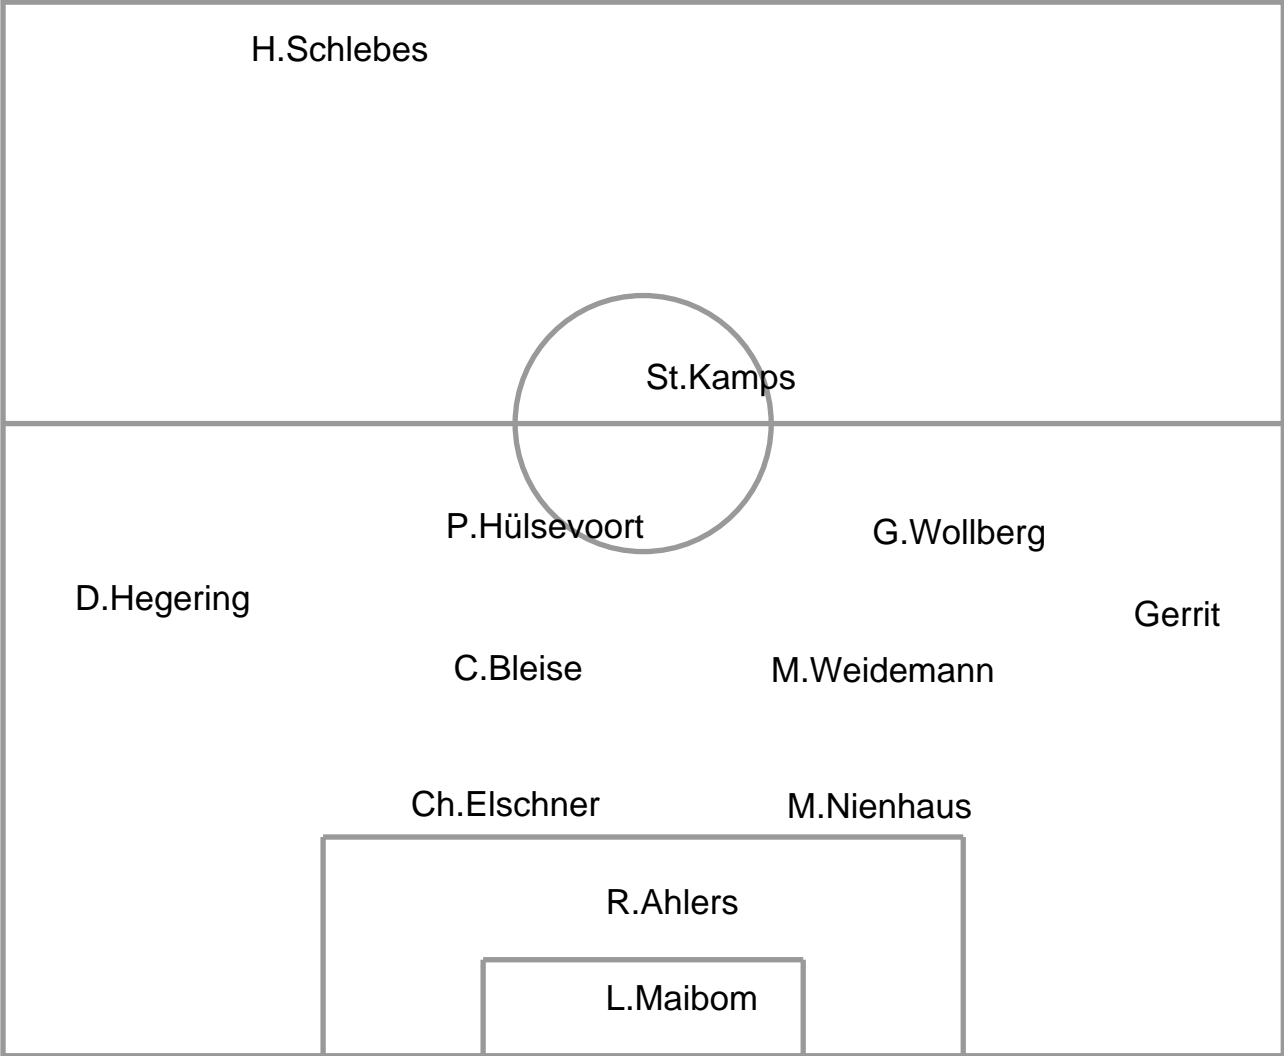 H.Schlebes
St.Kamps
P.Hülsevoort
G.Wollberg
D.Hegering
Gerrit
C.Bleise
M.Weidemann
Ch.Elschner
M.Nienhaus
R.Ahlers
L.Maibom